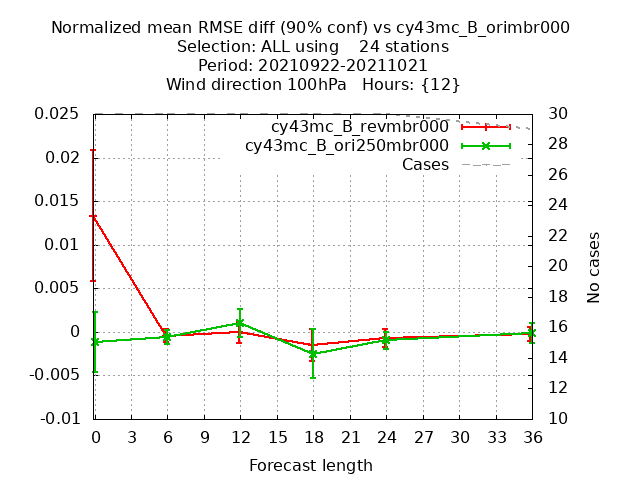 Normalized mean RMSE diff (90% conf) vs cy43mc_B_orimbr000
Selection: ALL using    24 stations
Period: 20210922-20211021
Wind direction 100hPa   Hours: {12}
cy43mc_B_revmbr000
cy43mc_B_ori250mbr000
Cases
0.025
0.02
0.015
0.01
0.005
0
-0.005
-0.01
30
28
26
24
22
20
18
16
14
12
10
No cases
0 3 6 9 12 15 18 21 24 27 30 33 36
Forecast length